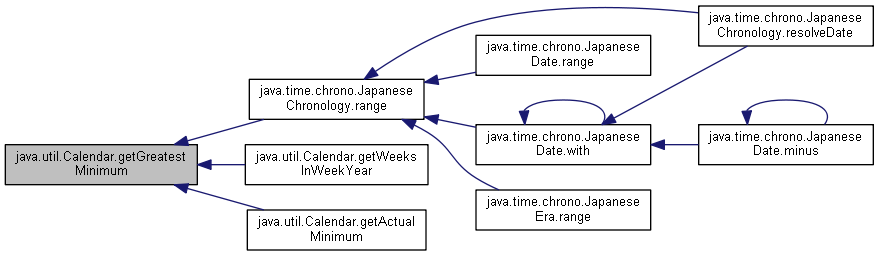 java.util.Calendar.getGreatest
Minimum
java.time.chrono.Japanese
Chronology.range
java.util.Calendar.getWeeks
InWeekYear
java.util.Calendar.getActual
Minimum
java.time.chrono.Japanese
Date.range
java.time.chrono.Japanese
Date.with
java.time.chrono.Japanese
Era.range
java.time.chrono.Japanese
Chronology.resolveDate
java.time.chrono.Japanese
Date.minus